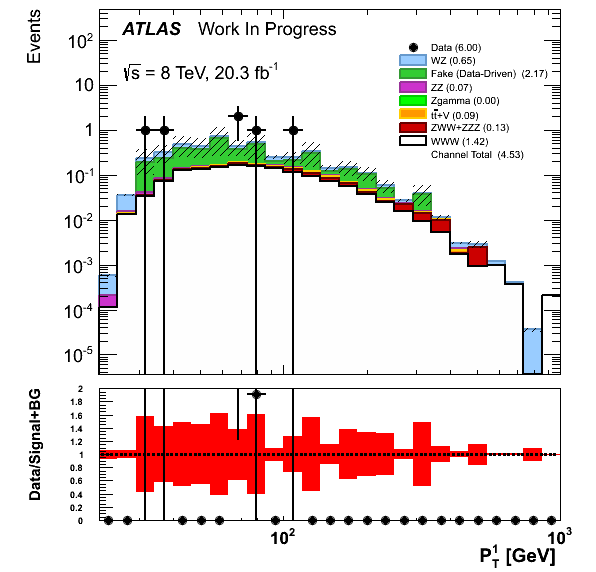 Events
10²
10
1
10⁻¹
10⁻²
10⁻³
10⁻⁴
10⁻⁵
ATLAS Work In Progress
√s = 8 TeV, 20.3 fb⁻¹
Data (6.00)
WZ (0.65)
Fake (Data-Driven) (2.17)
ZZ (0.07)
Zgamma (0.00)
tt̄+V (0.09)
ZWW+ZZZ (0.13)
WWW (1.42)
Channel Total (4.53)
Data/Signal+BG
2
1.8
1.6
1.4
1.2
1
0.8
0.6
0.4
0.2
0
10² 10³
P¹_T [GeV]